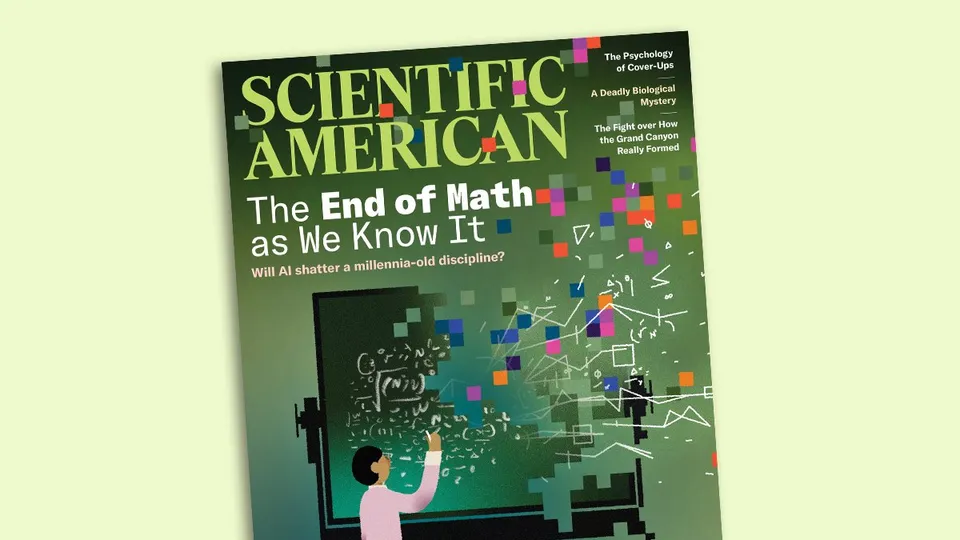 SCIENTIFIC
AMERICAN
The Psychology
of Cover-Ups
A Deadly Biological
Mystery
The Fight over How
the Grand Canyon
Really Formed
The End of Math
as We Know It
Will AI shatter a millennia-old discipline?